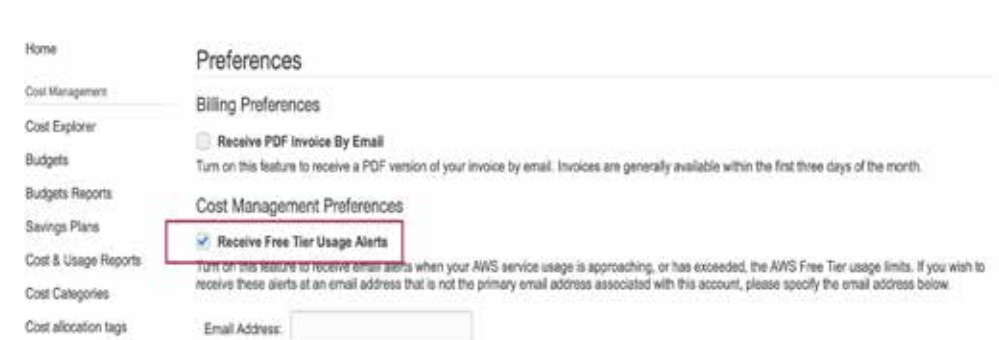 Home
Cost Management
Cost Explorer
Budgets
Budgets Reports
Savings Plans
Cost & Usage Reports
Cost Categories
Cost allocation tags
Preferences
Billing Preferences
Receive PDF Invoice By Email
Turn on this feature to receive a PDF version of your invoice by email. Invoices are generally available within the first three days of the month.
Cost Management Preferences
Receive Free Tier Usage Alerts
Turn on this feature to receive email alerts when your AWS service usage is approaching, or has exceeded, the AWS Free Tier usage limits. If you wish to
receive these alerts at an email address that is not the primary email address associated with this account, please specify the email address below.
Email Address: